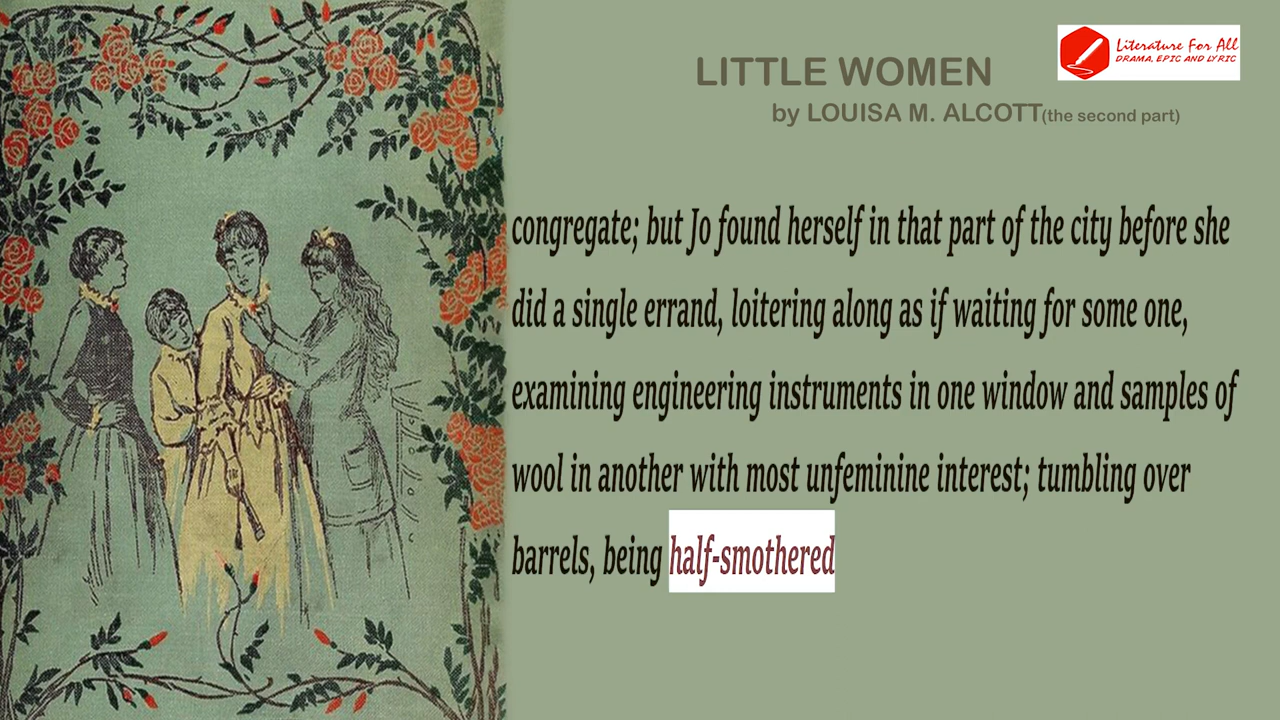 LITTLE WOMEN
by LOUISA M. ALCOTT(the second part)
Literature For All
DRAMA, EPIC AND LYRIC
congregate; but Jo found herself in that part of the city before she
did a single errand, loitering along as if waiting for some one,
examining engineering instruments in one window and samples of
wool in another with most unfeminine interest; tumbling over
barrels, being half-smothered